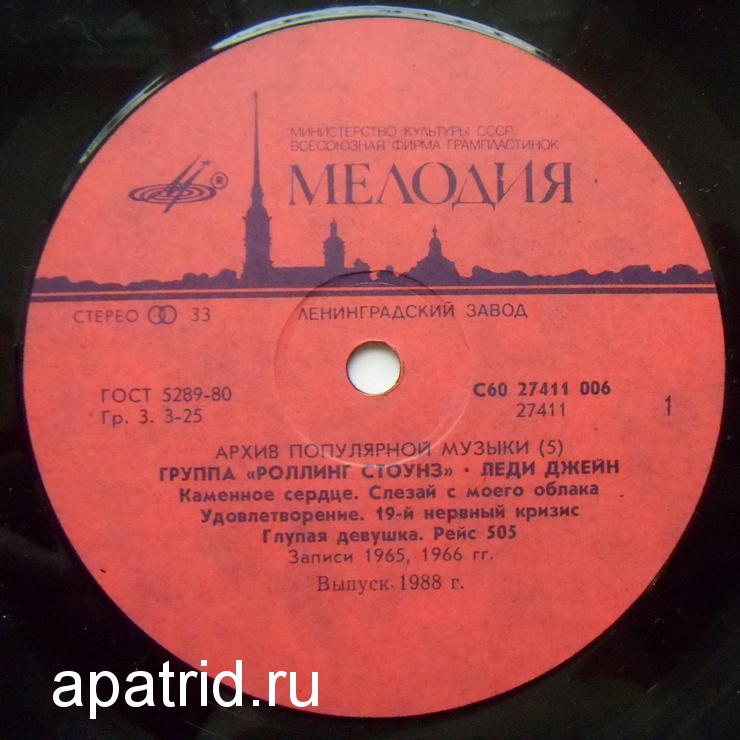 МИНИСТЕРСТВО КУЛЬТУРЫ СССР
ВСЕСОЮЗНАЯ ФИРМА ГРАМПЛАСТИНОК
МЕЛОДИЯ
®
СТЕРЕО 33
ЛЕНИНГРАДСКИЙ ЗАВОД
ГОСТ 5289-80
Гр. 3. 3-25
С60 27411 006
27411
1
АРХИВ ПОПУЛЯРНОЙ МУЗЫКИ (5)
ГРУППА «РОЛЛИНГ СТОУНЗ» · ЛЕДИ ДЖЕЙН
Каменное сердце. Слезай с моего облака
Удовлетворение. 19-й нервный кризис
Глупая девушка. Рейс 505
Записи 1965, 1966 гг.
Выпуск 1988 г.
apatrid.ru